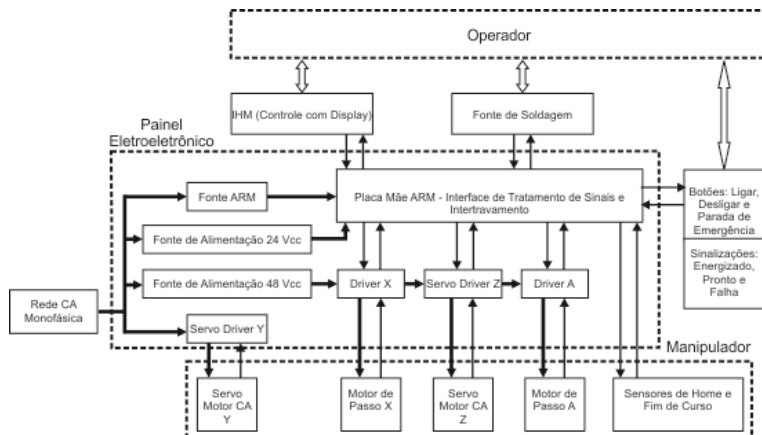 Operador
IHM (Controle com Display)
Fonte de Soldagem
Painel
Eletroeletrônico
Fonte ARM
Placa Mãe ARM - Interface de Tratamento de Sinais e
Intertravamento
Botões: Ligar,
Desligar e
Parada de
Emergência
Sinalizações:
Energizado,
Pronto e
Falha
Fonte de Alimentação 24 Vcc
Fonte de Alimentação 48 Vcc
Driver X
Servo Driver Z
Driver A
Rede CA
Monofásica
Servo Driver Y
Manipulador
Servo
Motor CA
Y
Motor de
Passo X
Servo
Motor CA
Z
Motor de
Passo A
Sensores de Home e
Fim de Curso